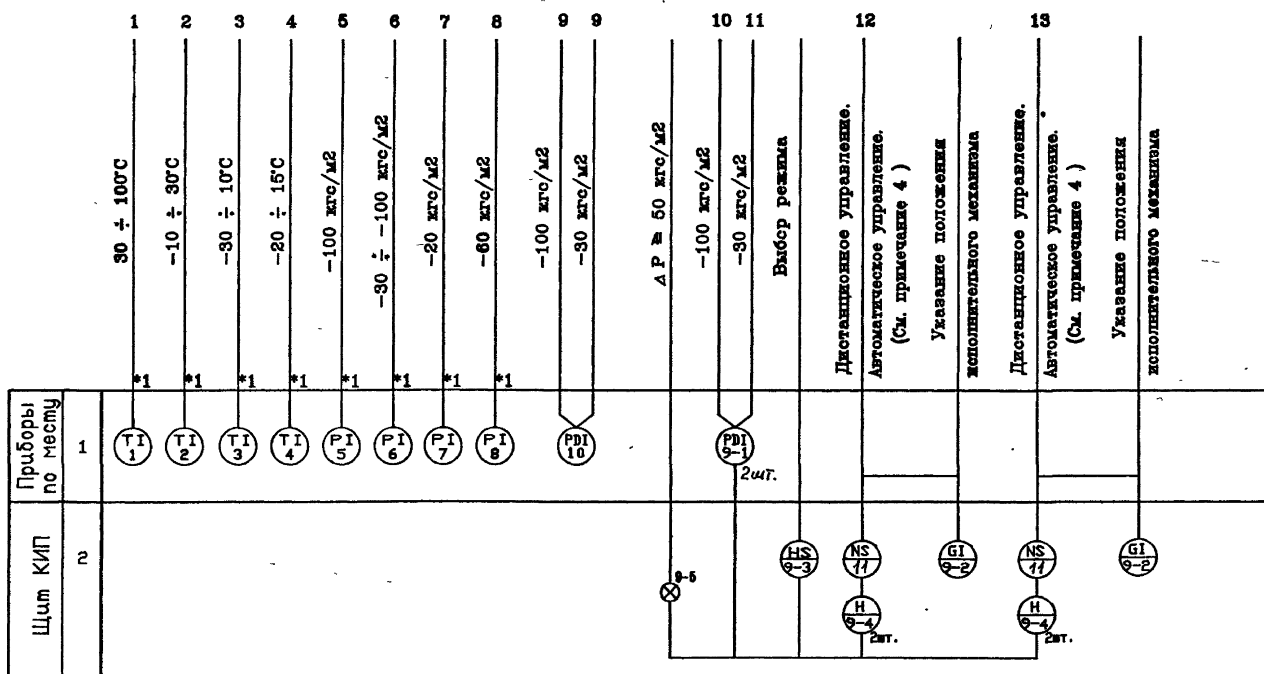 1 2 3 4 5 6 7 8 9 9 10 11 12 13
30 ÷ 100°C
-10 ÷ 30°C
-30 ÷ 10°C
-20 ÷ 15°C
-100 кгс/м2
-30 ÷ -100 кгс/м2
-20 кгс/м2
-60 кгс/м2
-100 кгс/м2
-30 кгс/м2
Δ P 50 кгс/м2
-100 кгс/м2
-30 кгс/м2
Выбор режима
Дистанционное управление.
Автоматическое управление.
(См. примечание 4 )
Указание положения
исполнительного механизма
Дистанционное управление.
Автоматическое управление.
(См. примечание 4 )
Указание положения
исполнительного механизма
*1 *1 *1 *1 *1 *1 *1 *1
Приборы
по месту
1
TI
1
TI
2
TI
3
TI
4
PI
5
PI
6
PI
7
PI
8
PDI
10
PDI
9-1
2шт.
Щит КИП
2
9-5
HS
9-3
NS
11
GI
9-2
NS
11
GI
9-2
H
9-4
2шт.
H
9-4
2шт.